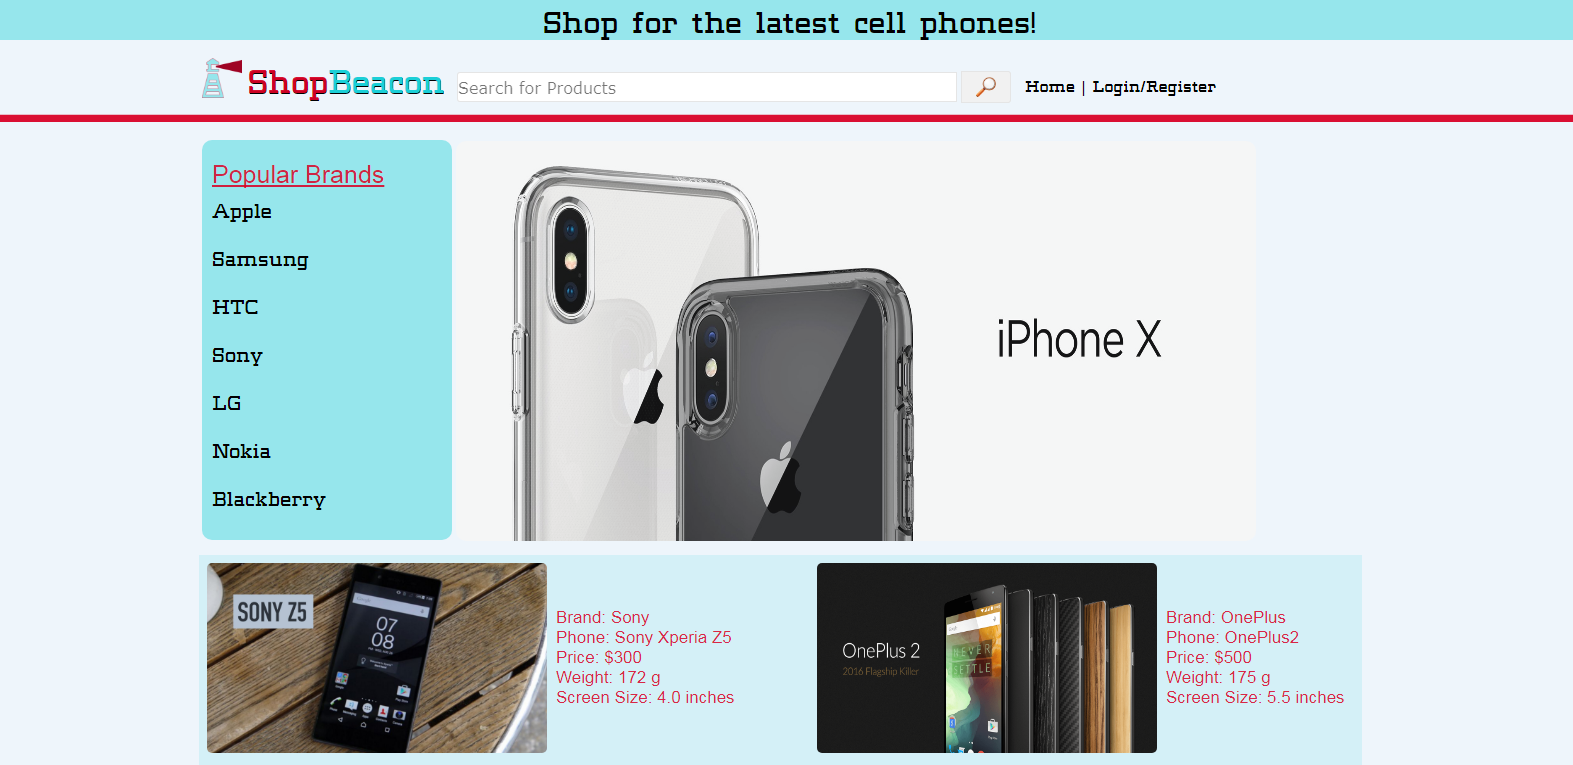 Shop for the latest cell phones!
ShopBeacon
Search for Products
Home | Login/Register
Popular Brands
Apple
Samsung
HTC
Sony
LG
Nokia
Blackberry
iPhone X
SONY Z5
07
08
Brand: Sony
Phone: Sony Xperia Z5
Price: $300
Weight: 172 g
Screen Size: 4.0 inches
OnePlus 2
2016 Flagship Killer
NEVER
SETTLE
Brand: OnePlus
Phone: OnePlus2
Price: $500
Weight: 175 g
Screen Size: 5.5 inches